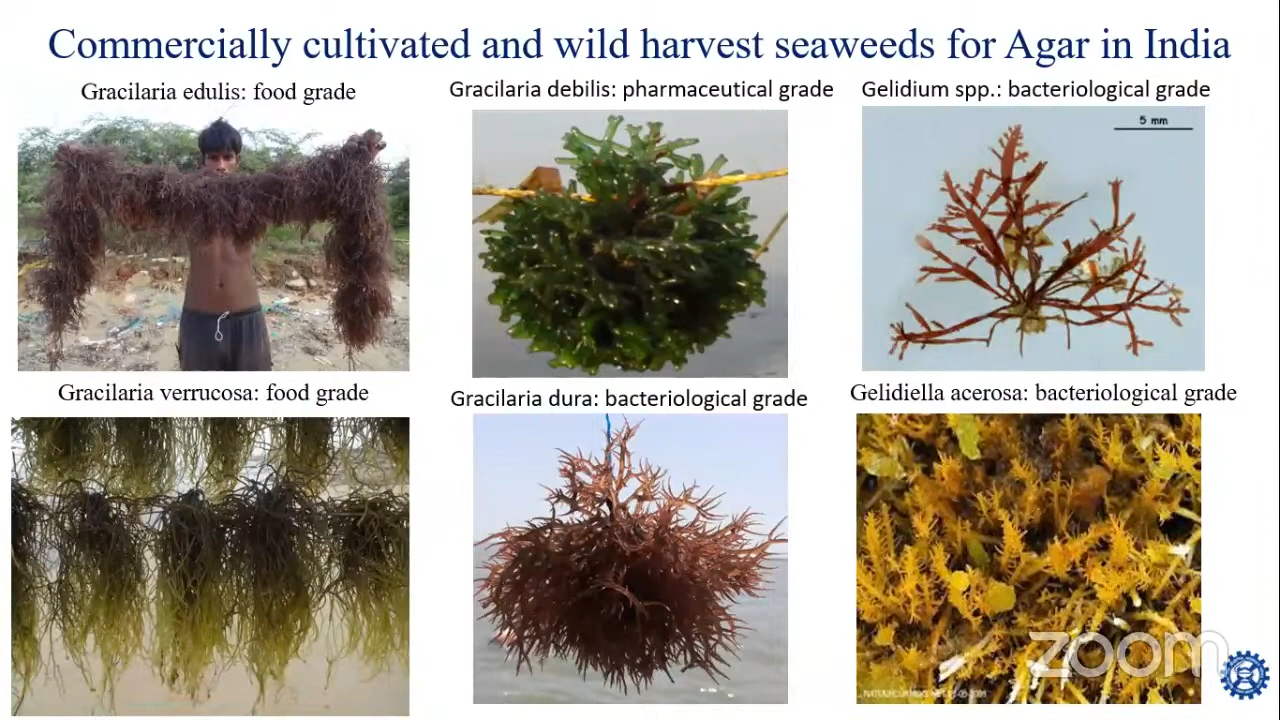 Commercially cultivated and wild harvest seaweeds for Agar in India
Gracilaria edulis: food grade
Gracilaria debilis: pharmaceutical grade
Gelidium spp.: bacteriological grade
5 mm
Gracilaria verrucosa: food grade
Gracilaria dura: bacteriological grade
Gelidiella acerosa: bacteriological grade
zoom